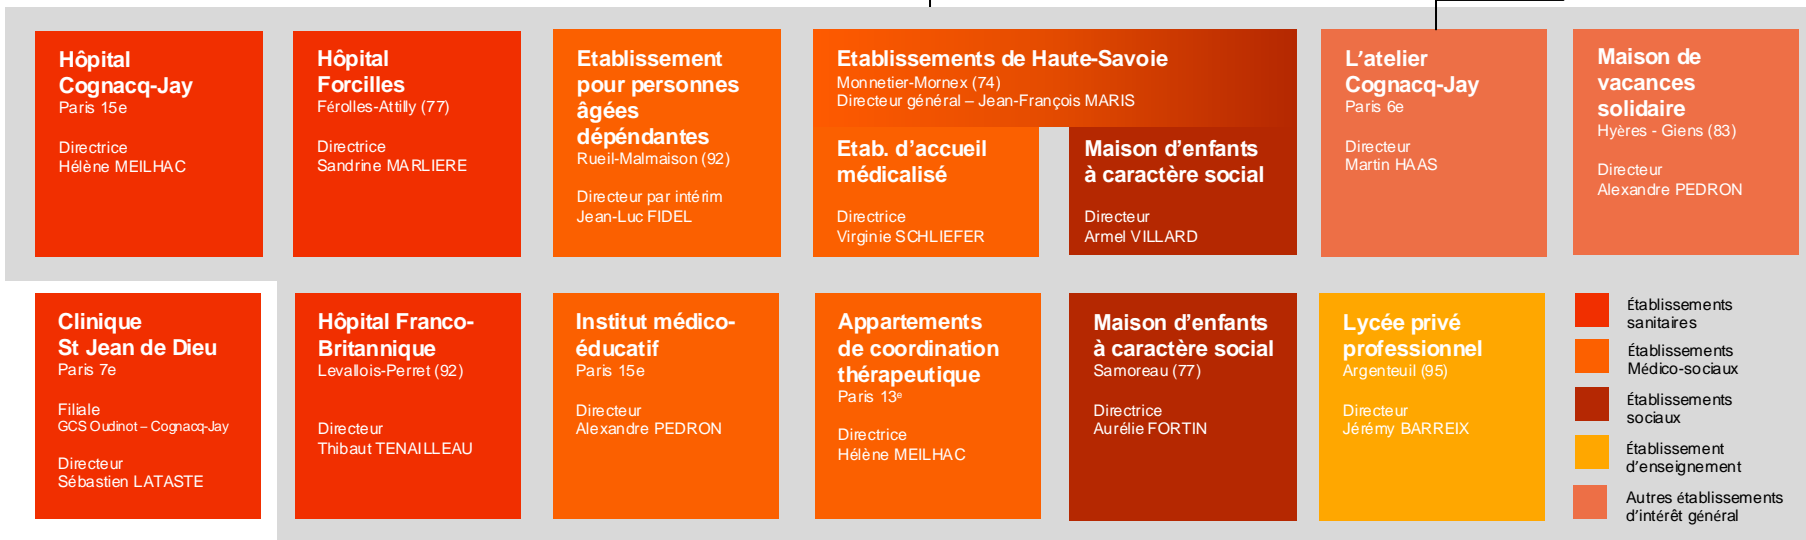 Hôpital
Cognacq-Jay
Paris 15e
Directrice
Hélène MEILHAC
Hôpital
Forcilles
Férolles-Attilly (77)
Directrice
Sandrine MARLIERE
Etablissement
pour personnes
âgées
dépéndantes
Rueil-Malmaison (92)
Directeur par intérim
Jean-Luc FIDEL
Etablissements de Haute-Savoie
Monnetier-Mornex (74)
Directeur général – Jean-François MARIS
Etab. d’accueil
médicalisé
Directrice
Virginie SCHLIEFER
Maison d’enfants
à caractère social
Directeur
Armel VILLARD
L’atelier
Cognacq-Jay
Paris 6e
Directeur
Martin HAAS
Maison de
vacances
solidaire
Hyères - Giens (83)
Directeur
Alexandre PEDRON
Clinique
St Jean de Dieu
Paris 7e
Filiale
GCS Oudinot – Cognacq-Jay
Directeur
Sébastien LATASTE
Hôpital Franco-
Britannique
Levallois-Perret (92)
Directeur
Thibaut TENAILLEAU
Institut médico-
éducatif
Paris 15e
Directeur
Alexandre PEDRON
Appartements
de coordination
thérapeutique
Paris 13e
Directrice
Hélène MEILHAC
Maison d’enfants
à caractère social
Samoreau (77)
Directrice
Aurélie FORTIN
Lycée privé
professionnel
Argenteuil (95)
Directeur
Jérémy BARREIX
Établissements
sanitaires
Établissements
Médico-sociaux
Établissements
sociaux
Établissement
d’enseignement
Autres établissements
d’intérêt général